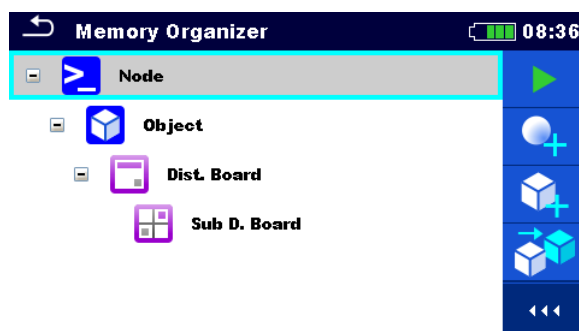 Memory Organizer
08:36
Node
Object
Dist. Board
Sub D. Board